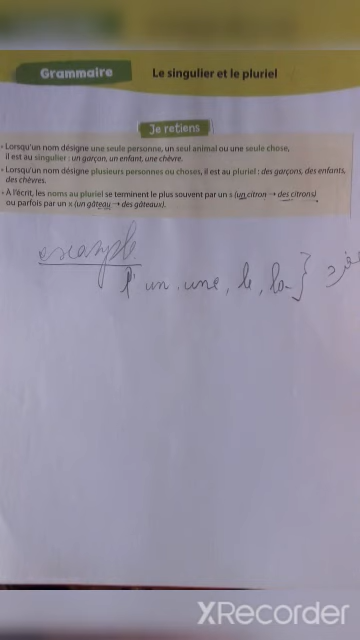 Grammaire Le singulier et le pluriel
Je retiens
• Lorsqu'un nom désigne une seule personne, un seul animal ou une seule chose,
il est au singulier : un garçon, un enfant, une chèvre.
• Lorsqu'un nom désigne plusieurs personnes ou choses, il est au pluriel : des garçons, des enfants,
des chèvres.
• A l'écrit, les noms au pluriel se terminent le plus souvent par un s (un citron → des citrons)
ou parfois par un x (un gâteau → des gâteaux).
example
l' un, une, le, la } مفرد
XRecorder